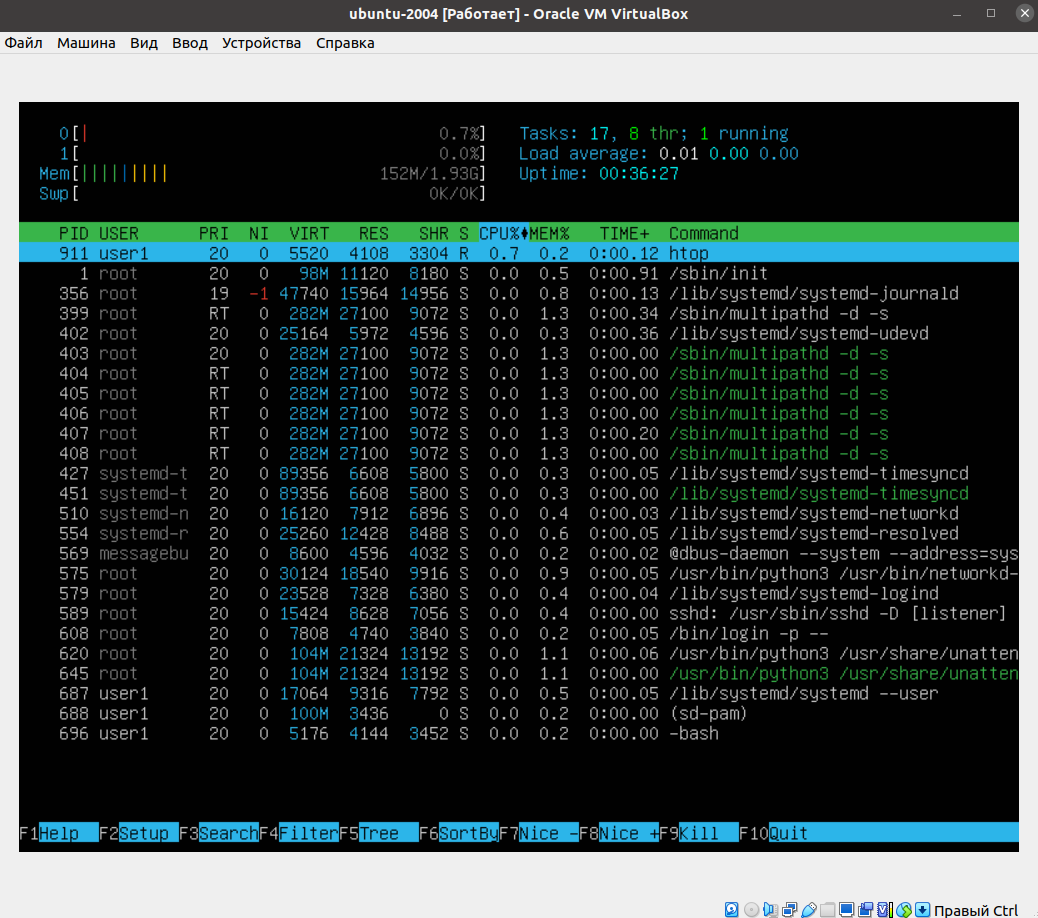 ubuntu-2004 [Работает] - Oracle VM VirtualBox
Файл Машина Вид Ввод Устройства Справка
0[| 0.7%] Tasks: 17, 8 thr; 1 running
1[ 0.0%] Load average: 0.01 0.00 0.00
Mem[||||||||| 152M/1.93G] Uptime: 00:36:27
Swp[ 0K/0K]
PID USER PRI NI VIRT RES SHR S CPU%♦MEM% TIME+ Command
911 user1 20 0 5520 4108 3304 R 0.7 0.2 0:00.12 htop
1 root 20 0 98M 11120 8180 S 0.0 0.5 0:00.91 /sbin/init
356 root 19 -1 47740 15964 14956 S 0.0 0.8 0:00.13 /lib/systemd/systemd-journald
399 root RT 0 282M 27100 9072 S 0.0 1.3 0:00.34 /sbin/multipathd -d -s
402 root 20 0 25164 5972 4596 S 0.0 0.3 0:00.36 /lib/systemd/systemd-udevd
403 root 20 0 282M 27100 9072 S 0.0 1.3 0:00.00 /sbin/multipathd -d -s
404 root RT 0 282M 27100 9072 S 0.0 1.3 0:00.00 /sbin/multipathd -d -s
405 root RT 0 282M 27100 9072 S 0.0 1.3 0:00.00 /sbin/multipathd -d -s
406 root RT 0 282M 27100 9072 S 0.0 1.3 0:00.00 /sbin/multipathd -d -s
407 root RT 0 282M 27100 9072 S 0.0 1.3 0:00.20 /sbin/multipathd -d -s
408 root RT 0 282M 27100 9072 S 0.0 1.3 0:00.00 /sbin/multipathd -d -s
427 systemd-t 20 0 89356 6608 5800 S 0.0 0.3 0:00.05 /lib/systemd/systemd-timesyncd
451 systemd-t 20 0 89356 6608 5800 S 0.0 0.3 0:00.00 /lib/systemd/systemd-timesyncd
510 systemd-n 20 0 16120 7912 6896 S 0.0 0.4 0:00.03 /lib/systemd/systemd-networkd
554 systemd-r 20 0 25260 12428 8488 S 0.0 0.6 0:00.05 /lib/systemd/systemd-resolved
569 messagebu 20 0 8600 4596 4032 S 0.0 0.2 0:00.02 @dbus-daemon --system --address=sys
575 root 20 0 30124 18540 9916 S 0.0 0.9 0:00.05 /usr/bin/python3 /usr/bin/networkd-
579 root 20 0 23528 7328 6380 S 0.0 0.4 0:00.04 /lib/systemd/systemd-logind
589 root 20 0 15424 8628 7056 S 0.0 0.4 0:00.00 sshd: /usr/sbin/sshd -D [listener]
608 root 20 0 7808 4740 3840 S 0.0 0.2 0:00.05 /bin/login -p --
620 root 20 0 104M 21324 13192 S 0.0 1.1 0:00.06 /usr/bin/python3 /usr/share/unatten
645 root 20 0 104M 21324 13192 S 0.0 1.1 0:00.00 /usr/bin/python3 /usr/share/unatten
687 user1 20 0 17064 9316 7792 S 0.0 0.5 0:00.05 /lib/systemd/systemd --user
688 user1 20 0 100M 3436 0 S 0.0 0.2 0:00.00 (sd-pam)
696 user1 20 0 5176 4144 3452 S 0.0 0.2 0:00.00 -bash
F1Help F2Setup F3SearchF4FilterF5Tree F6SortByF7Nice -F8Nice +F9Kill F10Quit
Правый Ctrl